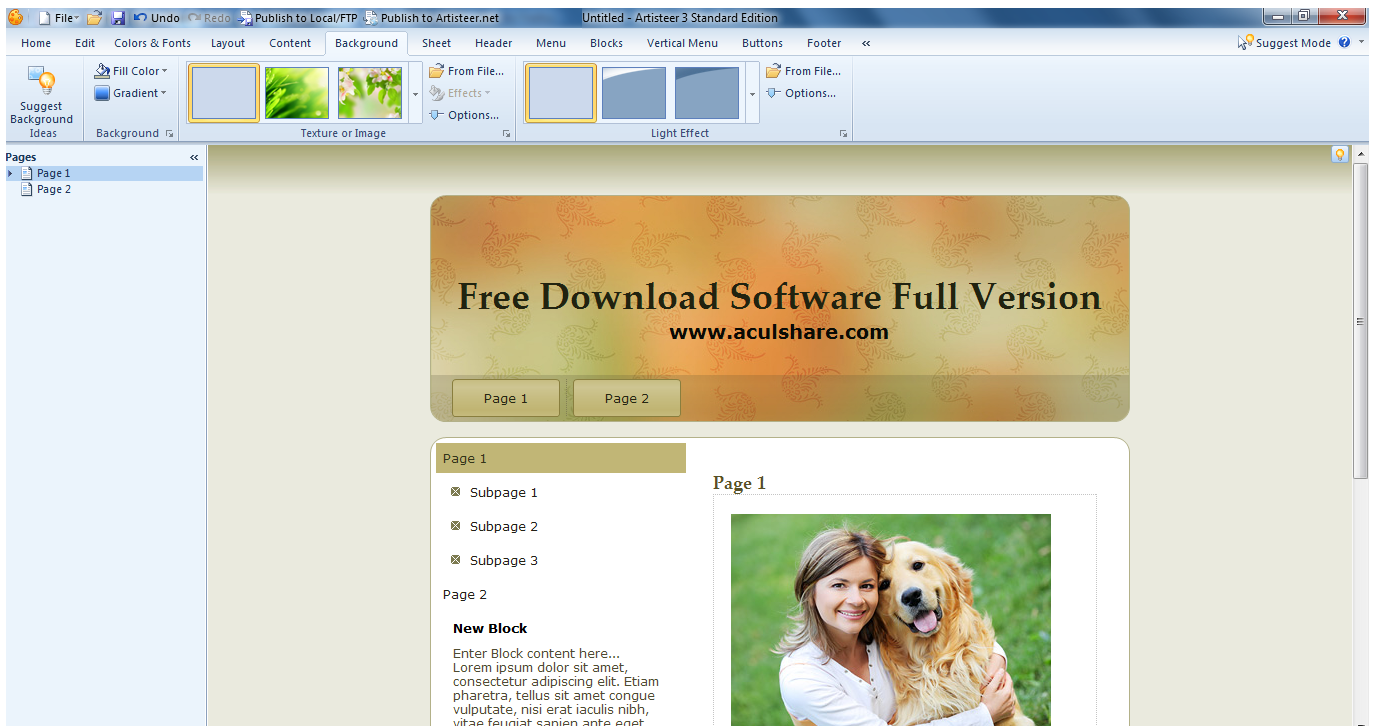 File Undo Redo Publish to Local/FTP Publish to Artisteer.net Untitled - Artisteer 3 Standard Edition
Home Edit Colors & Fonts Layout Content Background Sheet Header Menu Blocks Vertical Menu Buttons Footer « Suggest Mode
Suggest Background
Ideas
Fill Color
Gradient
Background
From File...
Effects
Options...
Texture or Image
From File...
Options...
Light Effect
Pages «
Page 1
Page 2
Free Download Software Full Version
www.aculshare.com
Page 1 Page 2
Page 1
Subpage 1
Subpage 2
Subpage 3
Page 2
New Block
Enter Block content here...
Lorem ipsum dolor sit amet,
consectetur adipiscing elit. Etiam
pharetra, tellus sit amet congue
vulputate, nisi erat iaculis nibh,
vitae feugiat sapien ante eget
Page 1